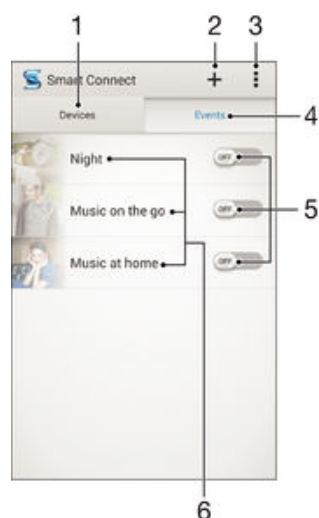 1 2 3
Smart Connect
Devices Events 4
Night OFF
Music on the go OFF 5
Music at home OFF
6